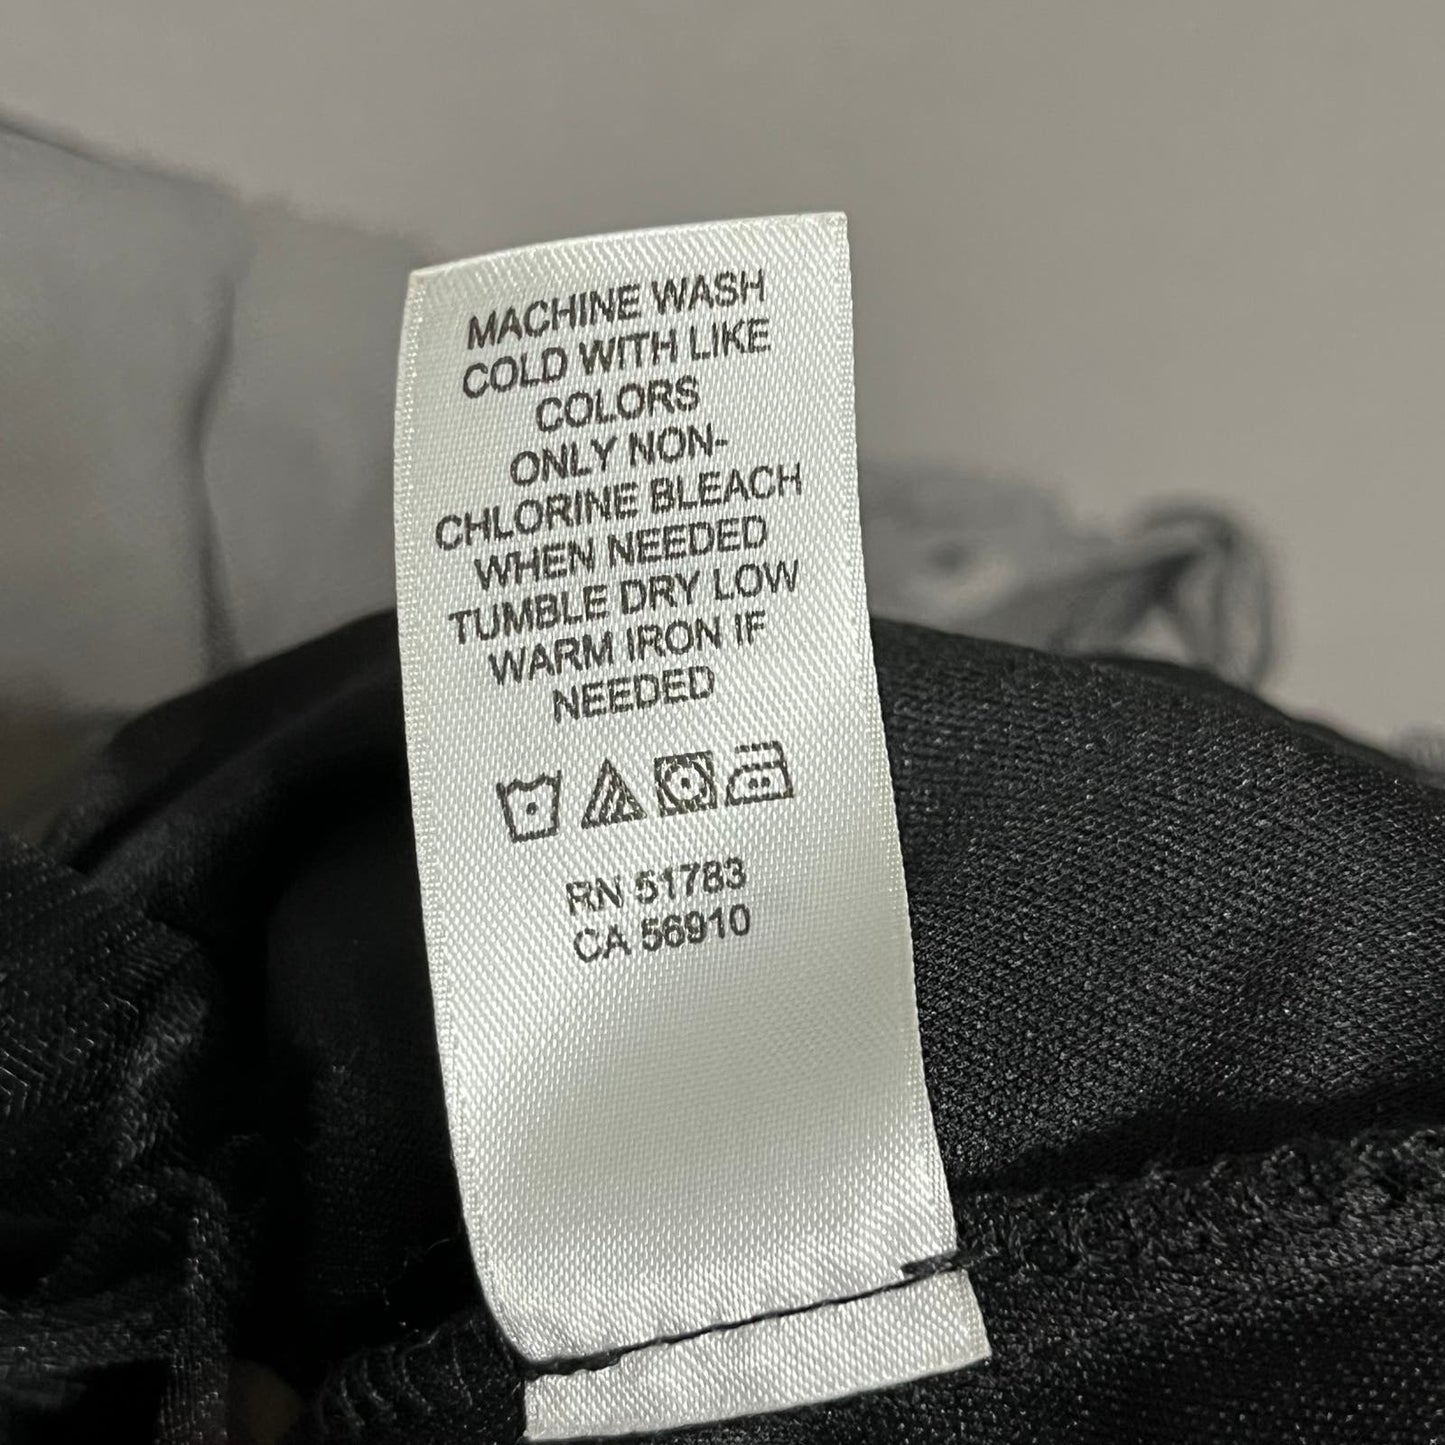 MACHINE WASH
COLD WITH LIKE
COLORS
ONLY NON-
CHLORINE BLEACH
WHEN NEEDED
TUMBLE DRY LOW
WARM IRON IF
NEEDED
RN 51783
CA 56910